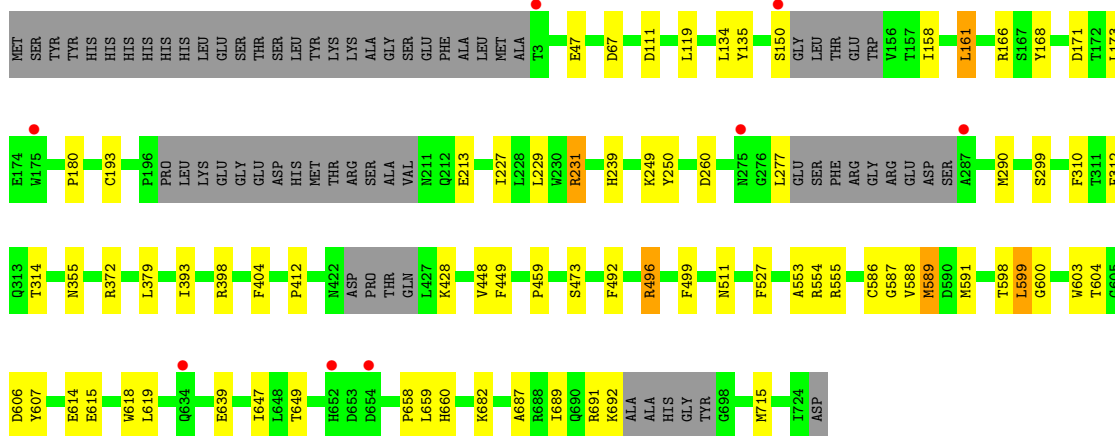 MET SER TYR TYR HIS HIS HIS HIS HIS HIS LEU GLU SER THR SER LEU TYR LYS LYS ALA GLY SER GLU PHE ALA LEU MET ALA T3 E47 D67 D111 L119 L134 Y135 S150 GLY LEU THR GLU TRP V156 T157 I158 L161 R166 S167 Y168 D171 T172 L173
E174 W175 P180 C193 P196 PRO LEU LYS GLU GLY GLU ASP HIS MET THR ARG SER ALA VAL N211 Q212 E213 I227 L228 L229 W230 R231 H239 K249 Y250 D260 N275 G276 L277 GLU SER PHE ARG GLY ARG GLU ASP SER A287 M290 S299 F310 T311 E312
Q313 T314 N355 R372 L379 I393 R398 F404 P412 N422 ASP PRO THR GLN L427 K428 V448 F449 P459 S473 F492 R496 F499 N511 F527 A553 R554 R555 C586 G587 V588 M589 D590 M591 T598 L599 G600 W603 T604 G605
D606 Y607 E614 E615 W618 L619 Q634 E639 I647 L648 T649 H652 D653 D654 P658 L659 H660 K682 A687 R688 I689 Q690 R691 K692 ALA ALA HIS GLY TYR G698 M715 I724 ASP